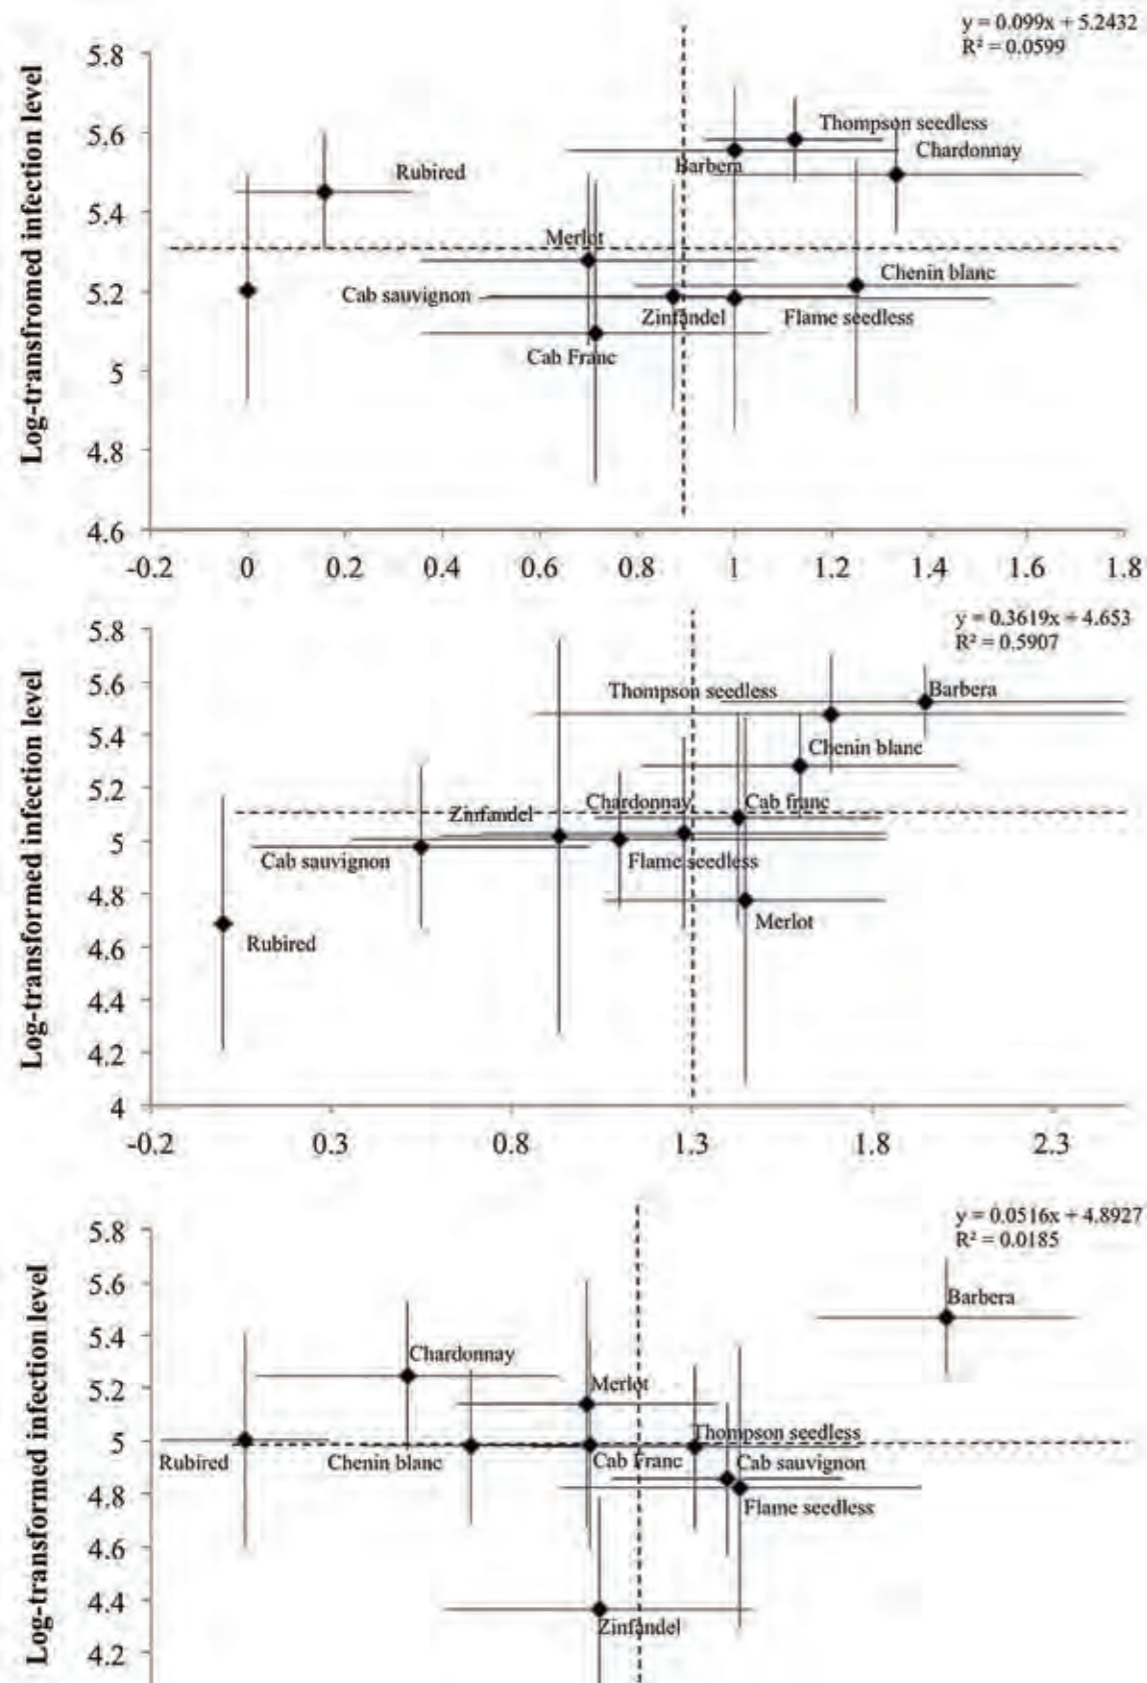 y = 0.099x + 5.2432
R² = 0.0599
Log-transfromed infection level
5.8
5.6
5.4
5.2
5
4.8
4.6
-0.2 0 0.2 0.4 0.6 0.8 1 1.2 1.4 1.6 1.8
Thompson seedless
Chardonnay
Barbera
Rubired
Merlot
Chenin blanc
Cab sauvignon
Zinfandel
Flame seedless
Cab Franc
y = 0.3619x + 4.653
R² = 0.5907
Log-transformed infection level
5.8
5.6
5.4
5.2
5
4.8
4.6
4.4
4.2
4
-0.2 0.3 0.8 1.3 1.8 2.3
Thompson seedless
Barbera
Chenin blanc
Chardonnay
Cab franc
Zinfandel
Cab sauvignon
Flame seedless
Merlot
Rubired
y = 0.0516x + 4.8927
R² = 0.0185
Log-transformed infection level
5.8
5.6
5.4
5.2
5
4.8
4.6
4.4
4.2
Barbera
Chardonnay
Merlot
Thompson seedless
Rubired
Chenin blanc
Cab Franc
Cab sauvignon
Flame seedless
Zinfandel